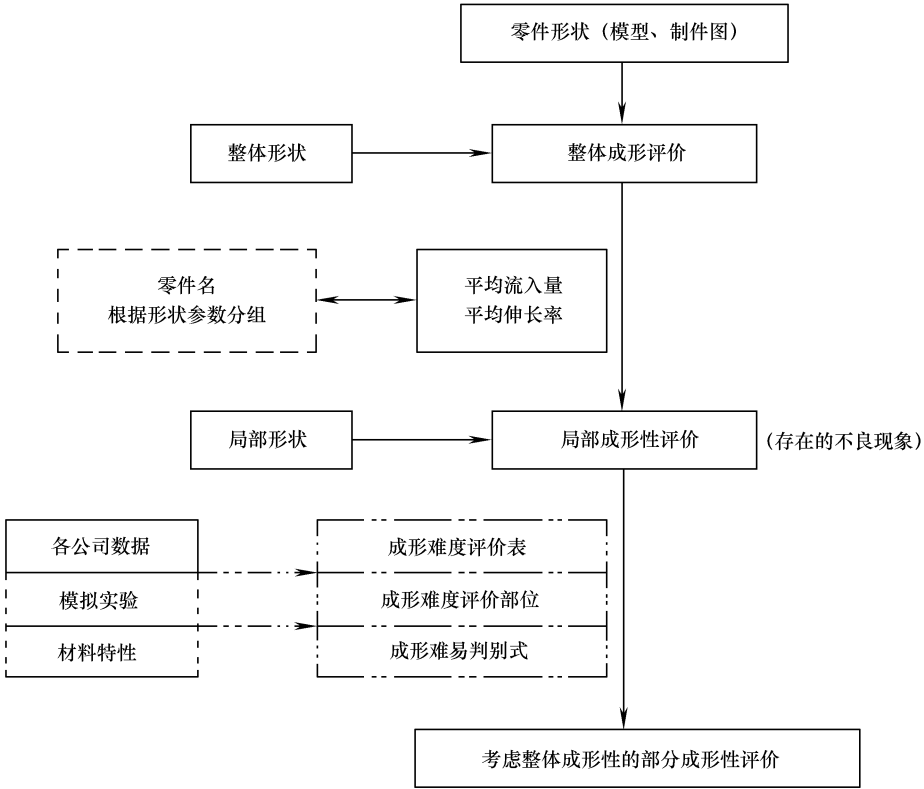 零件形状（模型、制件图）
整体形状
整体成形评价
零件名
根据形状参数分组
平均流入量
平均伸长率
局部形状
局部成形性评价
(存在的不良现象)
各公司数据
成形难度评价表
模拟实验
成形难度评价部位
材料特性
成形难易判别式
考虑整体成形性的部分成形性评价